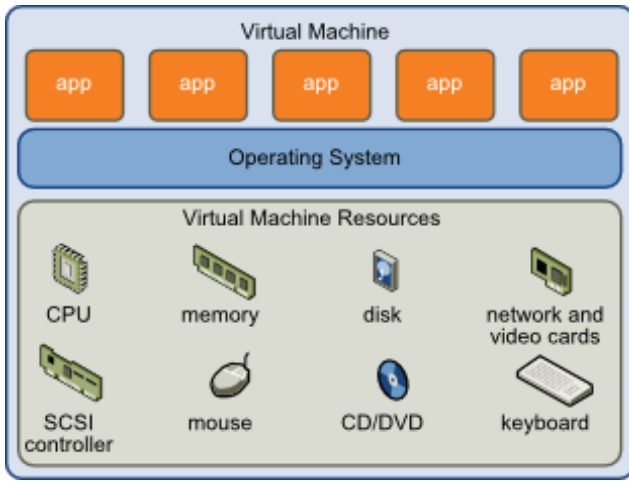 Virtual Machine
app app app app app
Operating System
Virtual Machine Resources
CPU memory disk network and
video cards
SCSI mouse CD/DVD keyboard
controller